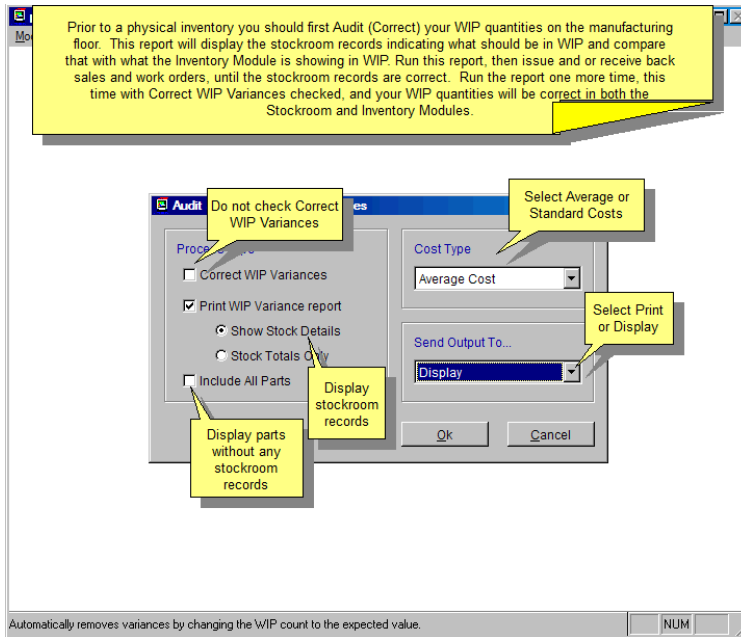 Prior to a physical inventory you should first Audit (Correct) your WIP quantities on the manufacturing
floor. This report will display the stockroom records indicating what should be in WIP and compare
that with what the Inventory Module is showing in WIP. Run this report, then issue and or receive back
sales and work orders, until the stockroom records are correct. Run the report one more time, this
time with Correct WIP Variances checked, and your WIP quantities will be correct in both the
Stockroom and Inventory Modules.
Audit
Do not check Correct
WIP Variances
Select Average or
Standard Costs
Cost Type
Correct WIP Variances
Average Cost
Print WIP Variance report
Select Print
or Display
Show Stock Details
Send Output To...
Stock Totals Only
Display
Include All Parts
Display
stockroom
records
Display parts
without any
stockroom
records
Ok
Cancel
Automatically removes variances by changing the WIP count to the expected value.
NUM